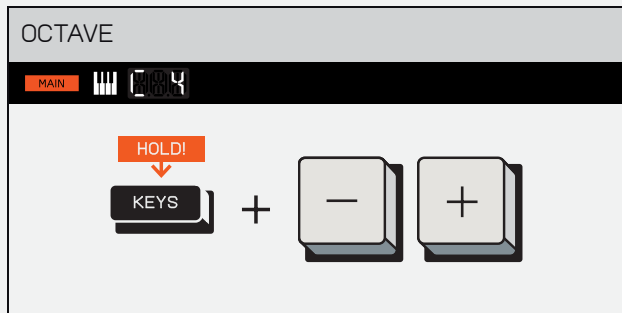 OCTAVE
MAIN
HOLD!
KEYS
+ − +